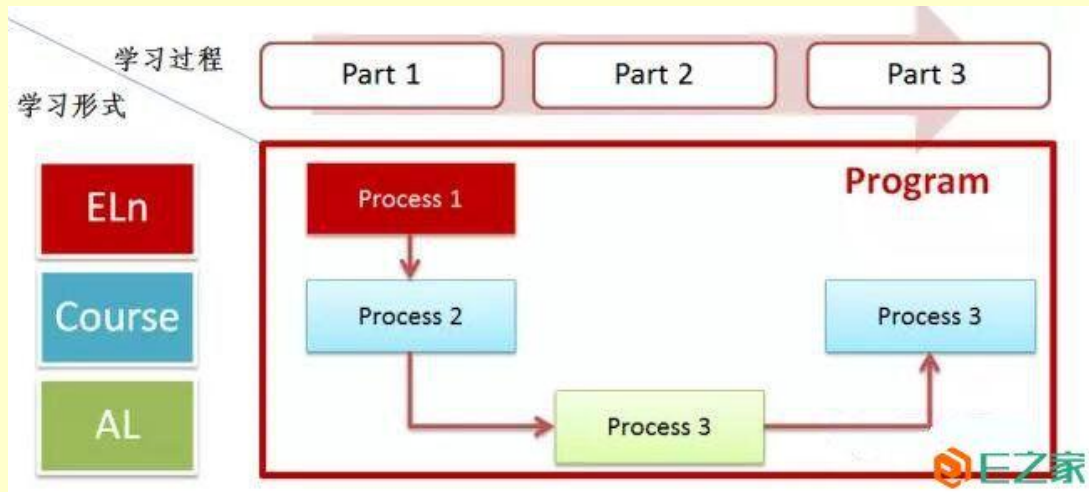 学习过程
学习形式
Part 1
Part 2
Part 3
Program
ELn
Process 1
Course
Process 2
Process 3
AL
Process 3
E之家